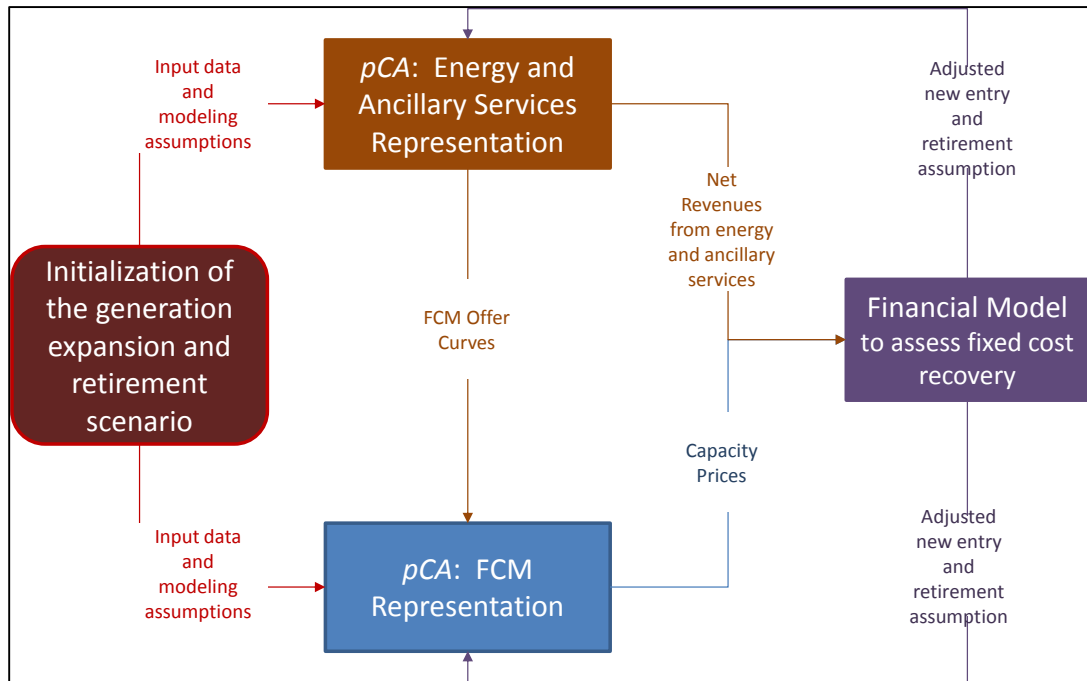 Input data
and
modeling
assumptions
pCA:  Energy and
Ancillary Services
Representation
Adjusted
new entry
and
retirement
assumption
Net
Revenues
from energy
and ancillary
services
Initialization of
the generation
expansion and
retirement
scenario
FCM Offer
Curves
Financial Model
to assess fixed cost
recovery
Capacity
Prices
Input data
and
modeling
assumptions
pCA:  FCM
Representation
Adjusted
new entry
and
retirement
assumption